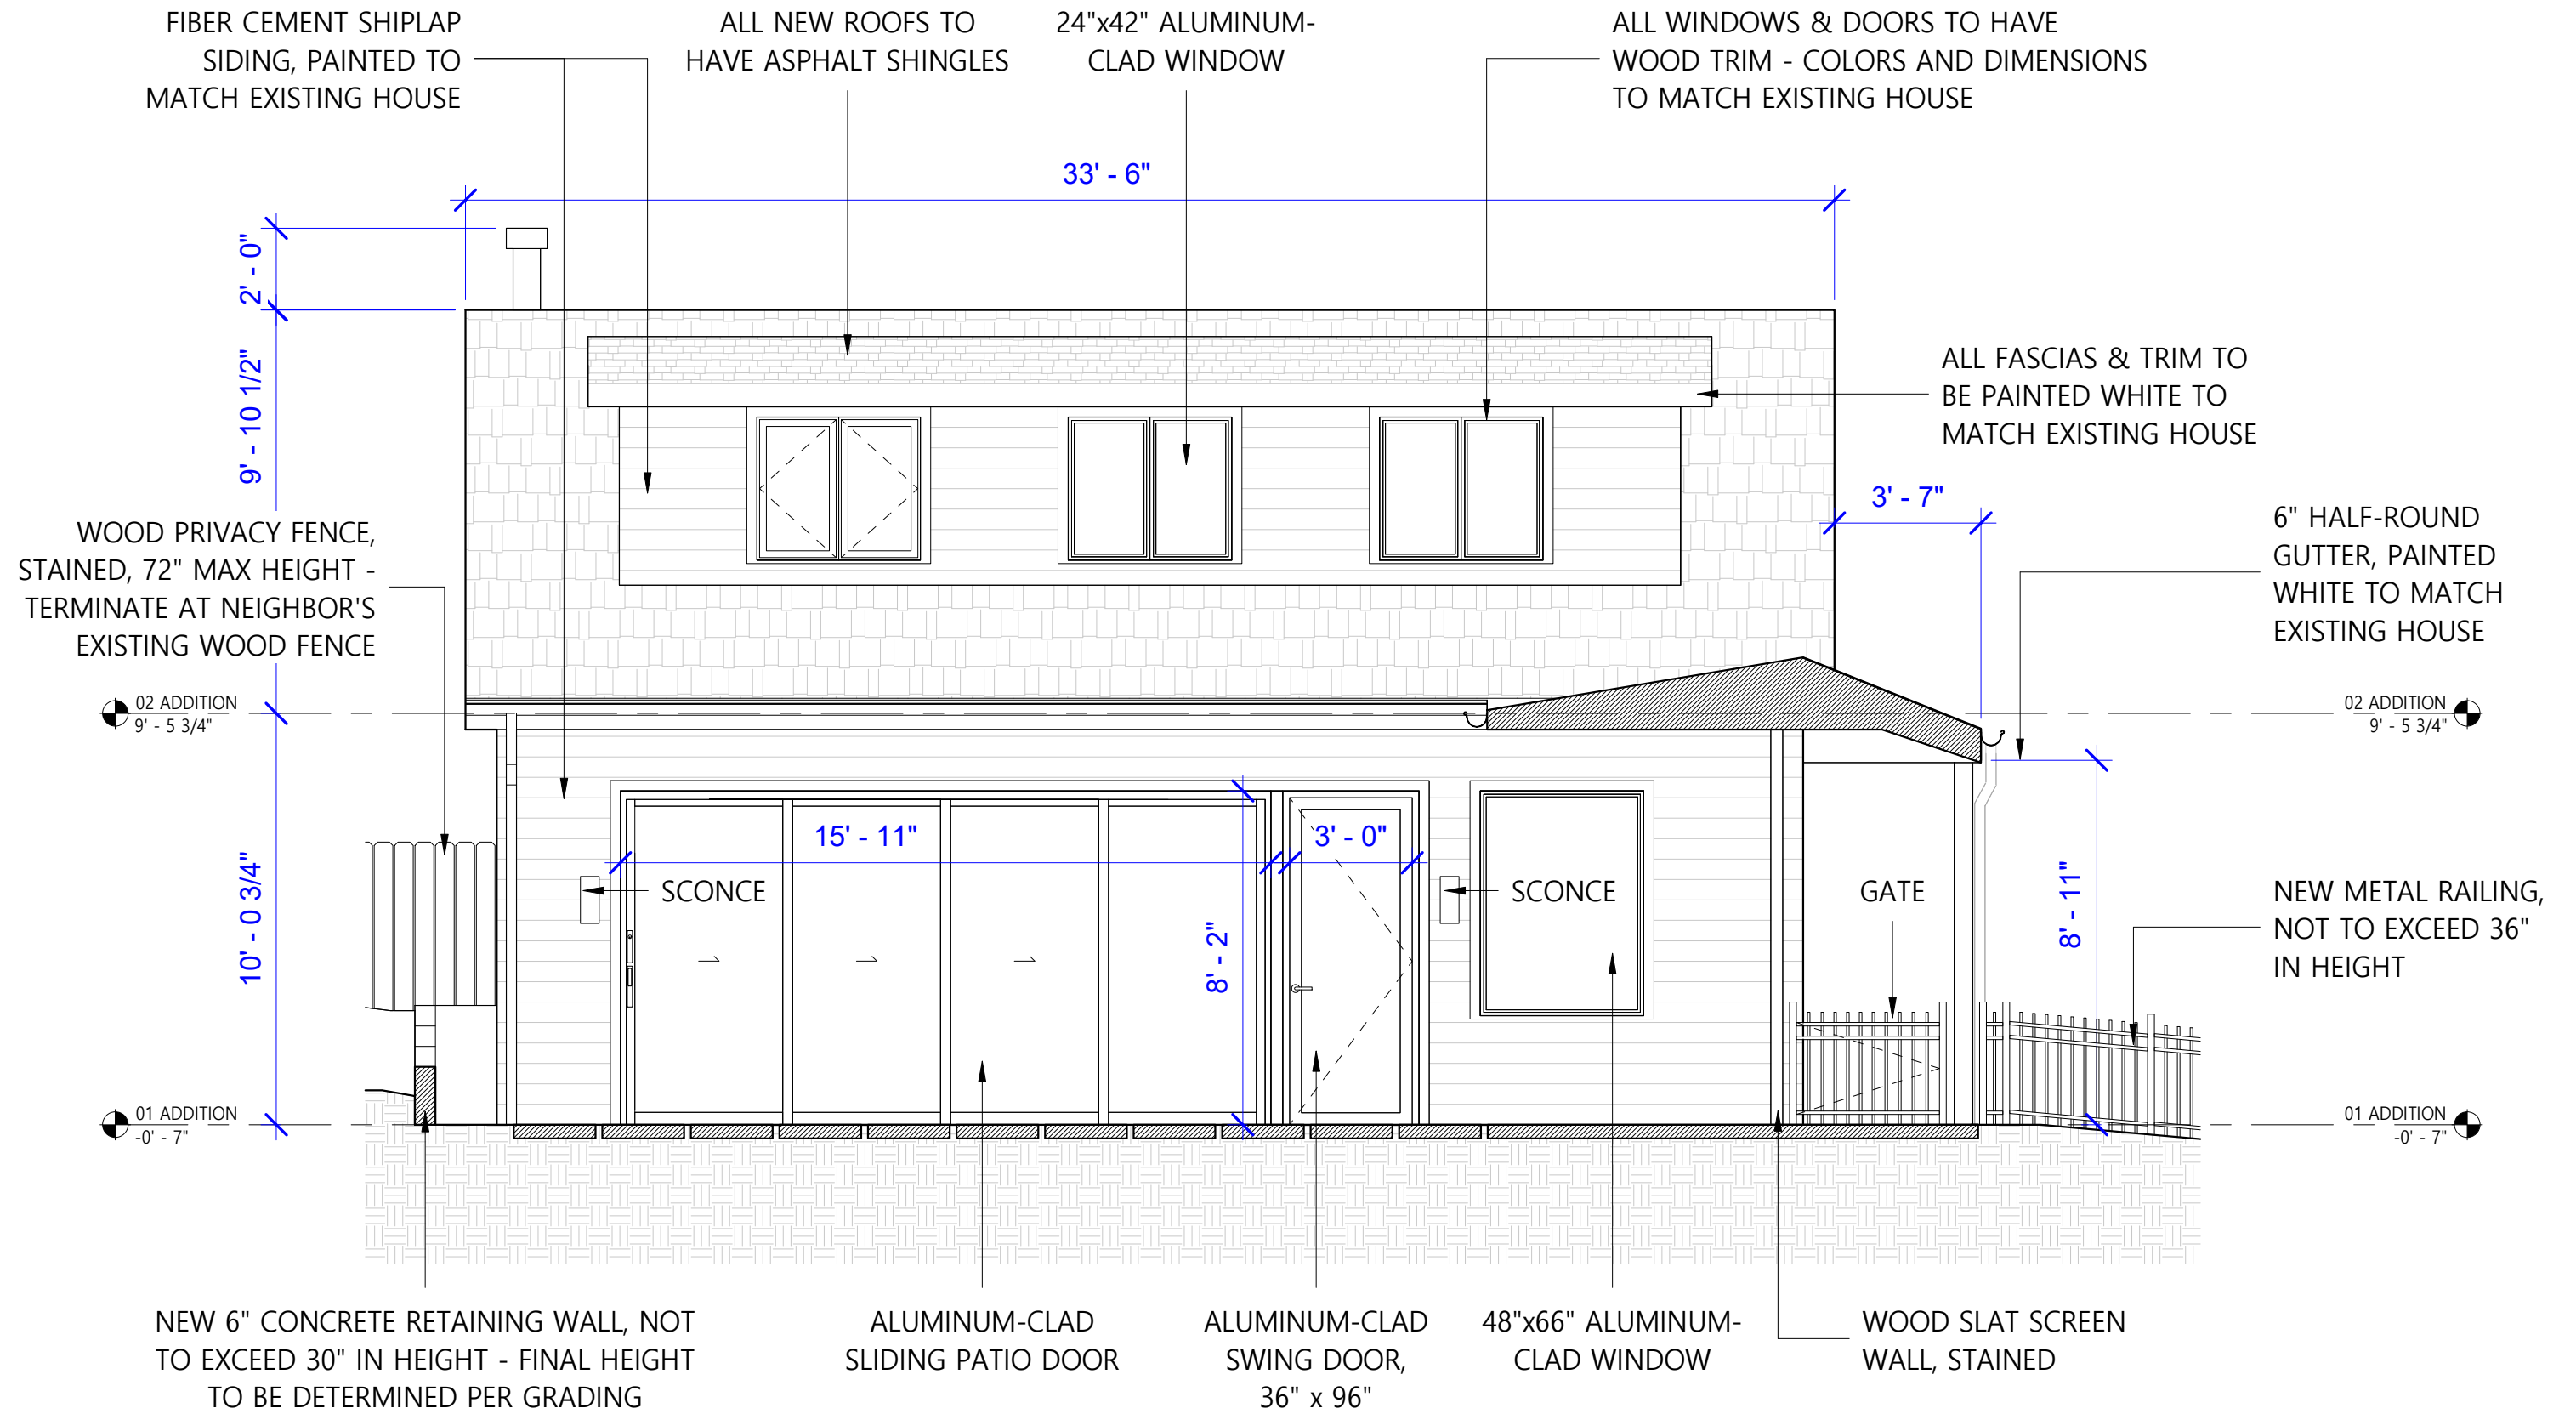 FIBER CEMENT SHIPLAP
SIDING, PAINTED TO
MATCH EXISTING HOUSE
ALL NEW ROOFS TO
HAVE ASPHALT SHINGLES
24"x42" ALUMINUM-
CLAD WINDOW
ALL WINDOWS & DOORS TO HAVE
WOOD TRIM - COLORS AND DIMENSIONS
TO MATCH EXISTING HOUSE
33' - 6"
2' - 0"
9' - 10 1/2"
ALL FASCIAS & TRIM TO
BE PAINTED WHITE TO
MATCH EXISTING HOUSE
3' - 7"
WOOD PRIVACY FENCE,
STAINED, 72" MAX HEIGHT -
TERMINATE AT NEIGHBOR'S
EXISTING WOOD FENCE
6" HALF-ROUND
GUTTER, PAINTED
WHITE TO MATCH
EXISTING HOUSE
02 ADDITION
9' - 5 3/4"
02 ADDITION
9' - 5 3/4"
10' - 0 3/4"
15' - 11"
3' - 0"
SCONCE
SCONCE
GATE
8' - 2"
8' - 11"
NEW METAL RAILING,
NOT TO EXCEED 36"
IN HEIGHT
01 ADDITION
-0' - 7"
01 ADDITION
-0' - 7"
NEW 6" CONCRETE RETAINING WALL, NOT
TO EXCEED 30" IN HEIGHT - FINAL HEIGHT
TO BE DETERMINED PER GRADING
ALUMINUM-CLAD
SLIDING PATIO DOOR
ALUMINUM-CLAD
SWING DOOR,
36" x 96"
48"x66" ALUMINUM-
CLAD WINDOW
WOOD SLAT SCREEN
WALL, STAINED